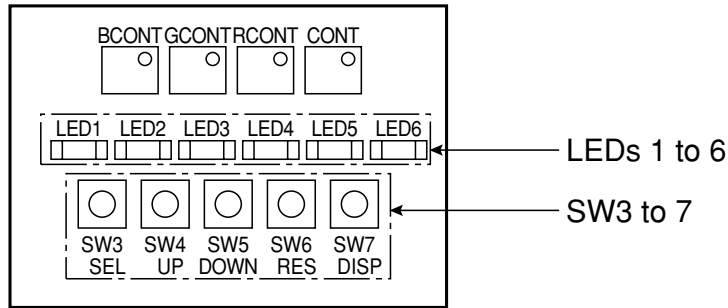 BCONT GCONT RCONT CONT
LED1 LED2 LED3 LED4 LED5 LED6
LEDs 1 to 6
SW3 to 7
SW3 SW4 SW5 SW6 SW7
SEL UP DOWN RES DISP